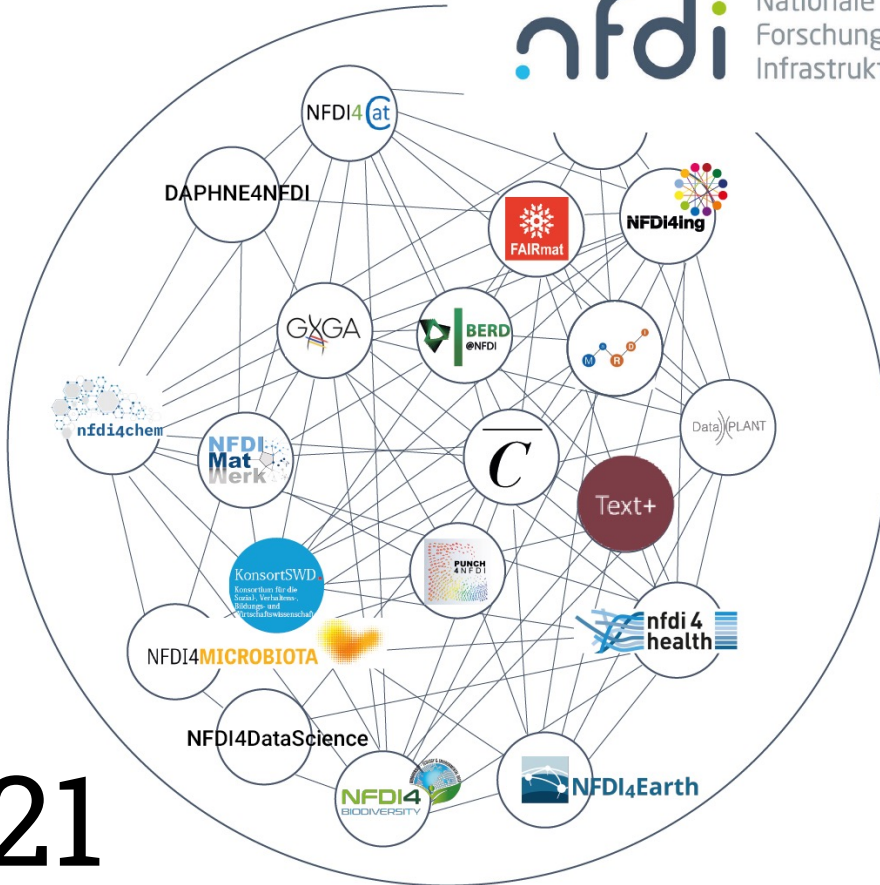 Nationale
Forschung
Infrastrukt
nfdi
NFDI4Cat
DAPHNE4NFDI
FAIRmat
NFDI4ing
GHGA
BERD
@NFDI
M R D I
nfdi4chem
DataPLANT
NFDI
Mat
Werk
C
Text+
PUNCH
4NFDI
KonsortSWD
Konsortium für die
Sozial-, Verhaltens-,
Bildungs- und
Wirtschaftswissenschaft
nfdi 4
health
NFDI4MICROBIOTA
NFDI4DataScience
NFDI4
BIODIVERSITY
NFDI4Earth
21